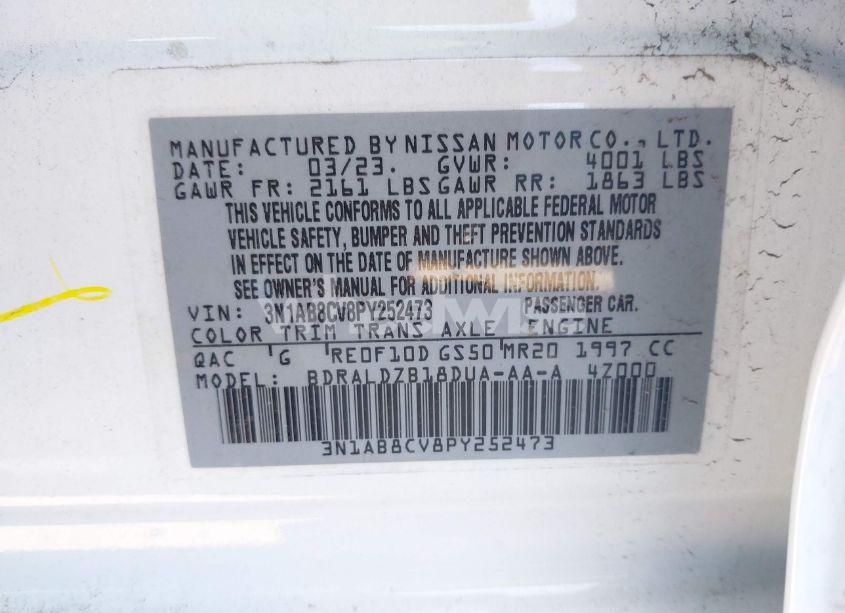 MANUFACTURED BY NISSAN MOTOR CO., LTD.
DATE: 03/23. GVWR: 4001 LBS
GAWR FR: 2161 LBS GAWR RR: 1863 LBS
THIS VEHICLE CONFORMS TO ALL APPLICABLE FEDERAL MOTOR
VEHICLE SAFETY, BUMPER AND THEFT PREVENTION STANDARDS
IN EFFECT ON THE DATE OF MANUFACTURE SHOWN ABOVE.
SEE OWNER'S MANUAL FOR ADDITIONAL INFORMATION.
VIN: 3N1AB8CV8PY252473 PASSENGER CAR.
COLOR TRIM TRANS AXLE ENGINE
QAC G RE0F10D GS50 MR20 1997 CC
MODEL: BDRALDZB18DUA-AA-A 4Z000
3N1AB8CV8PY252473